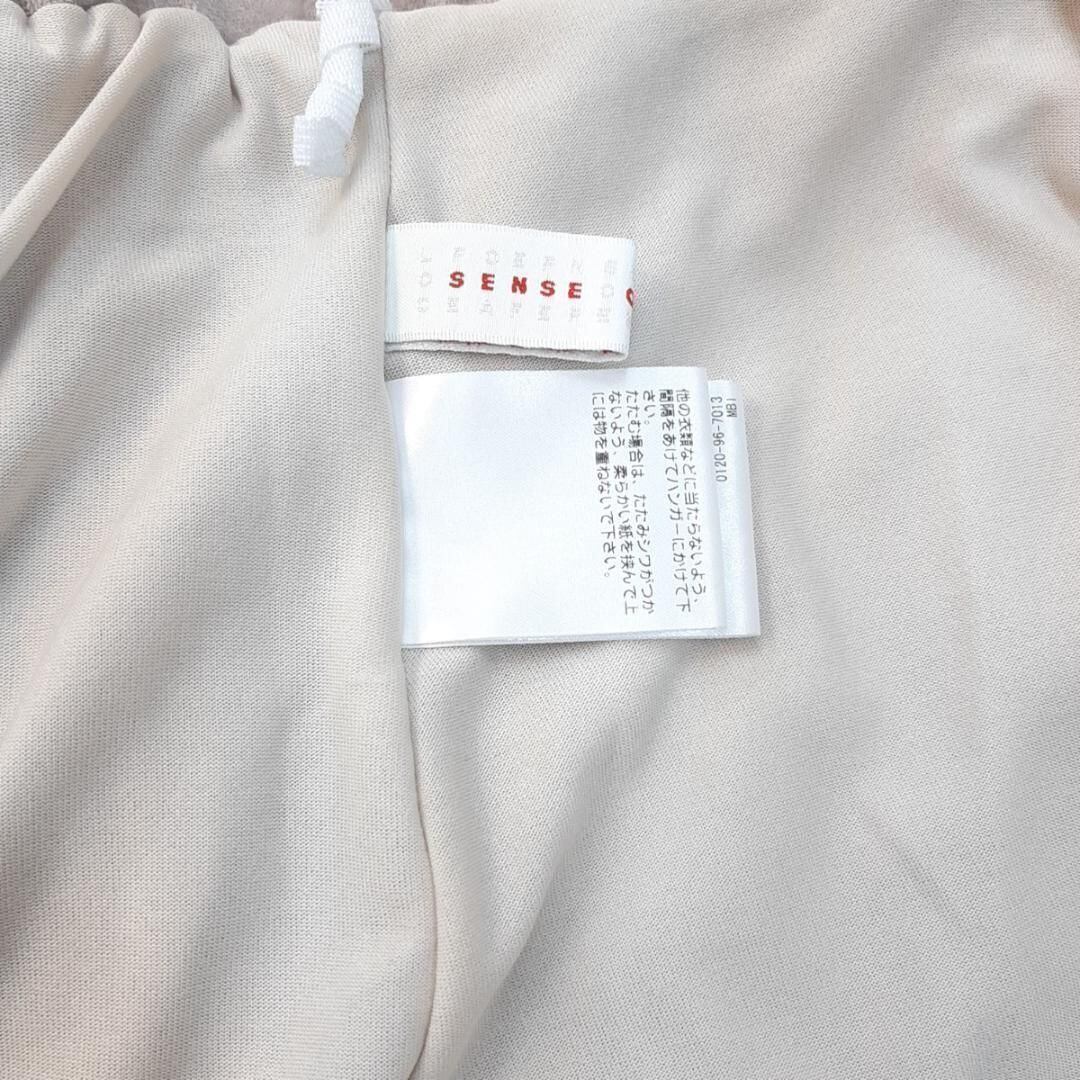 SENSE
他の衣類などに当たらないよう、
間隔をあけてハンガーにかけて下
さい。
たたむ場合は、たたみシワがつか
ないよう、柔らかい紙を挟んで上
には物を重ねないで下さい。
MBI
0120-96-7013